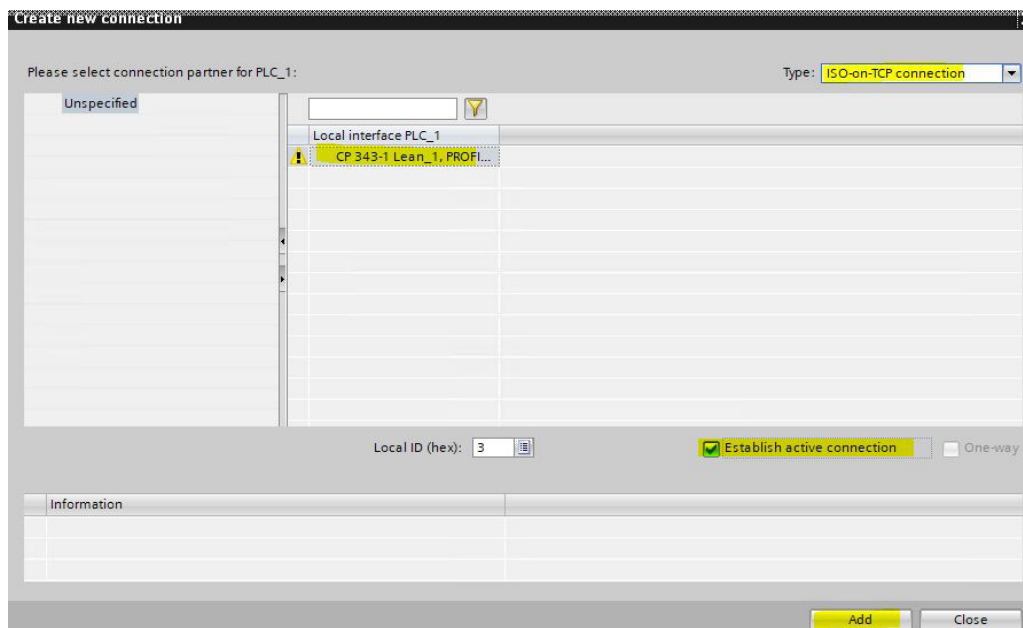 Create new connection
Please select connection partner for PLC_1:
Type: ISO-on-TCP connection
Unspecified
Local interface PLC_1
CP 343-1 Lean_1, PROFI...
Local ID (hex): 3
Establish active connection
One-way
Information
Add
Close